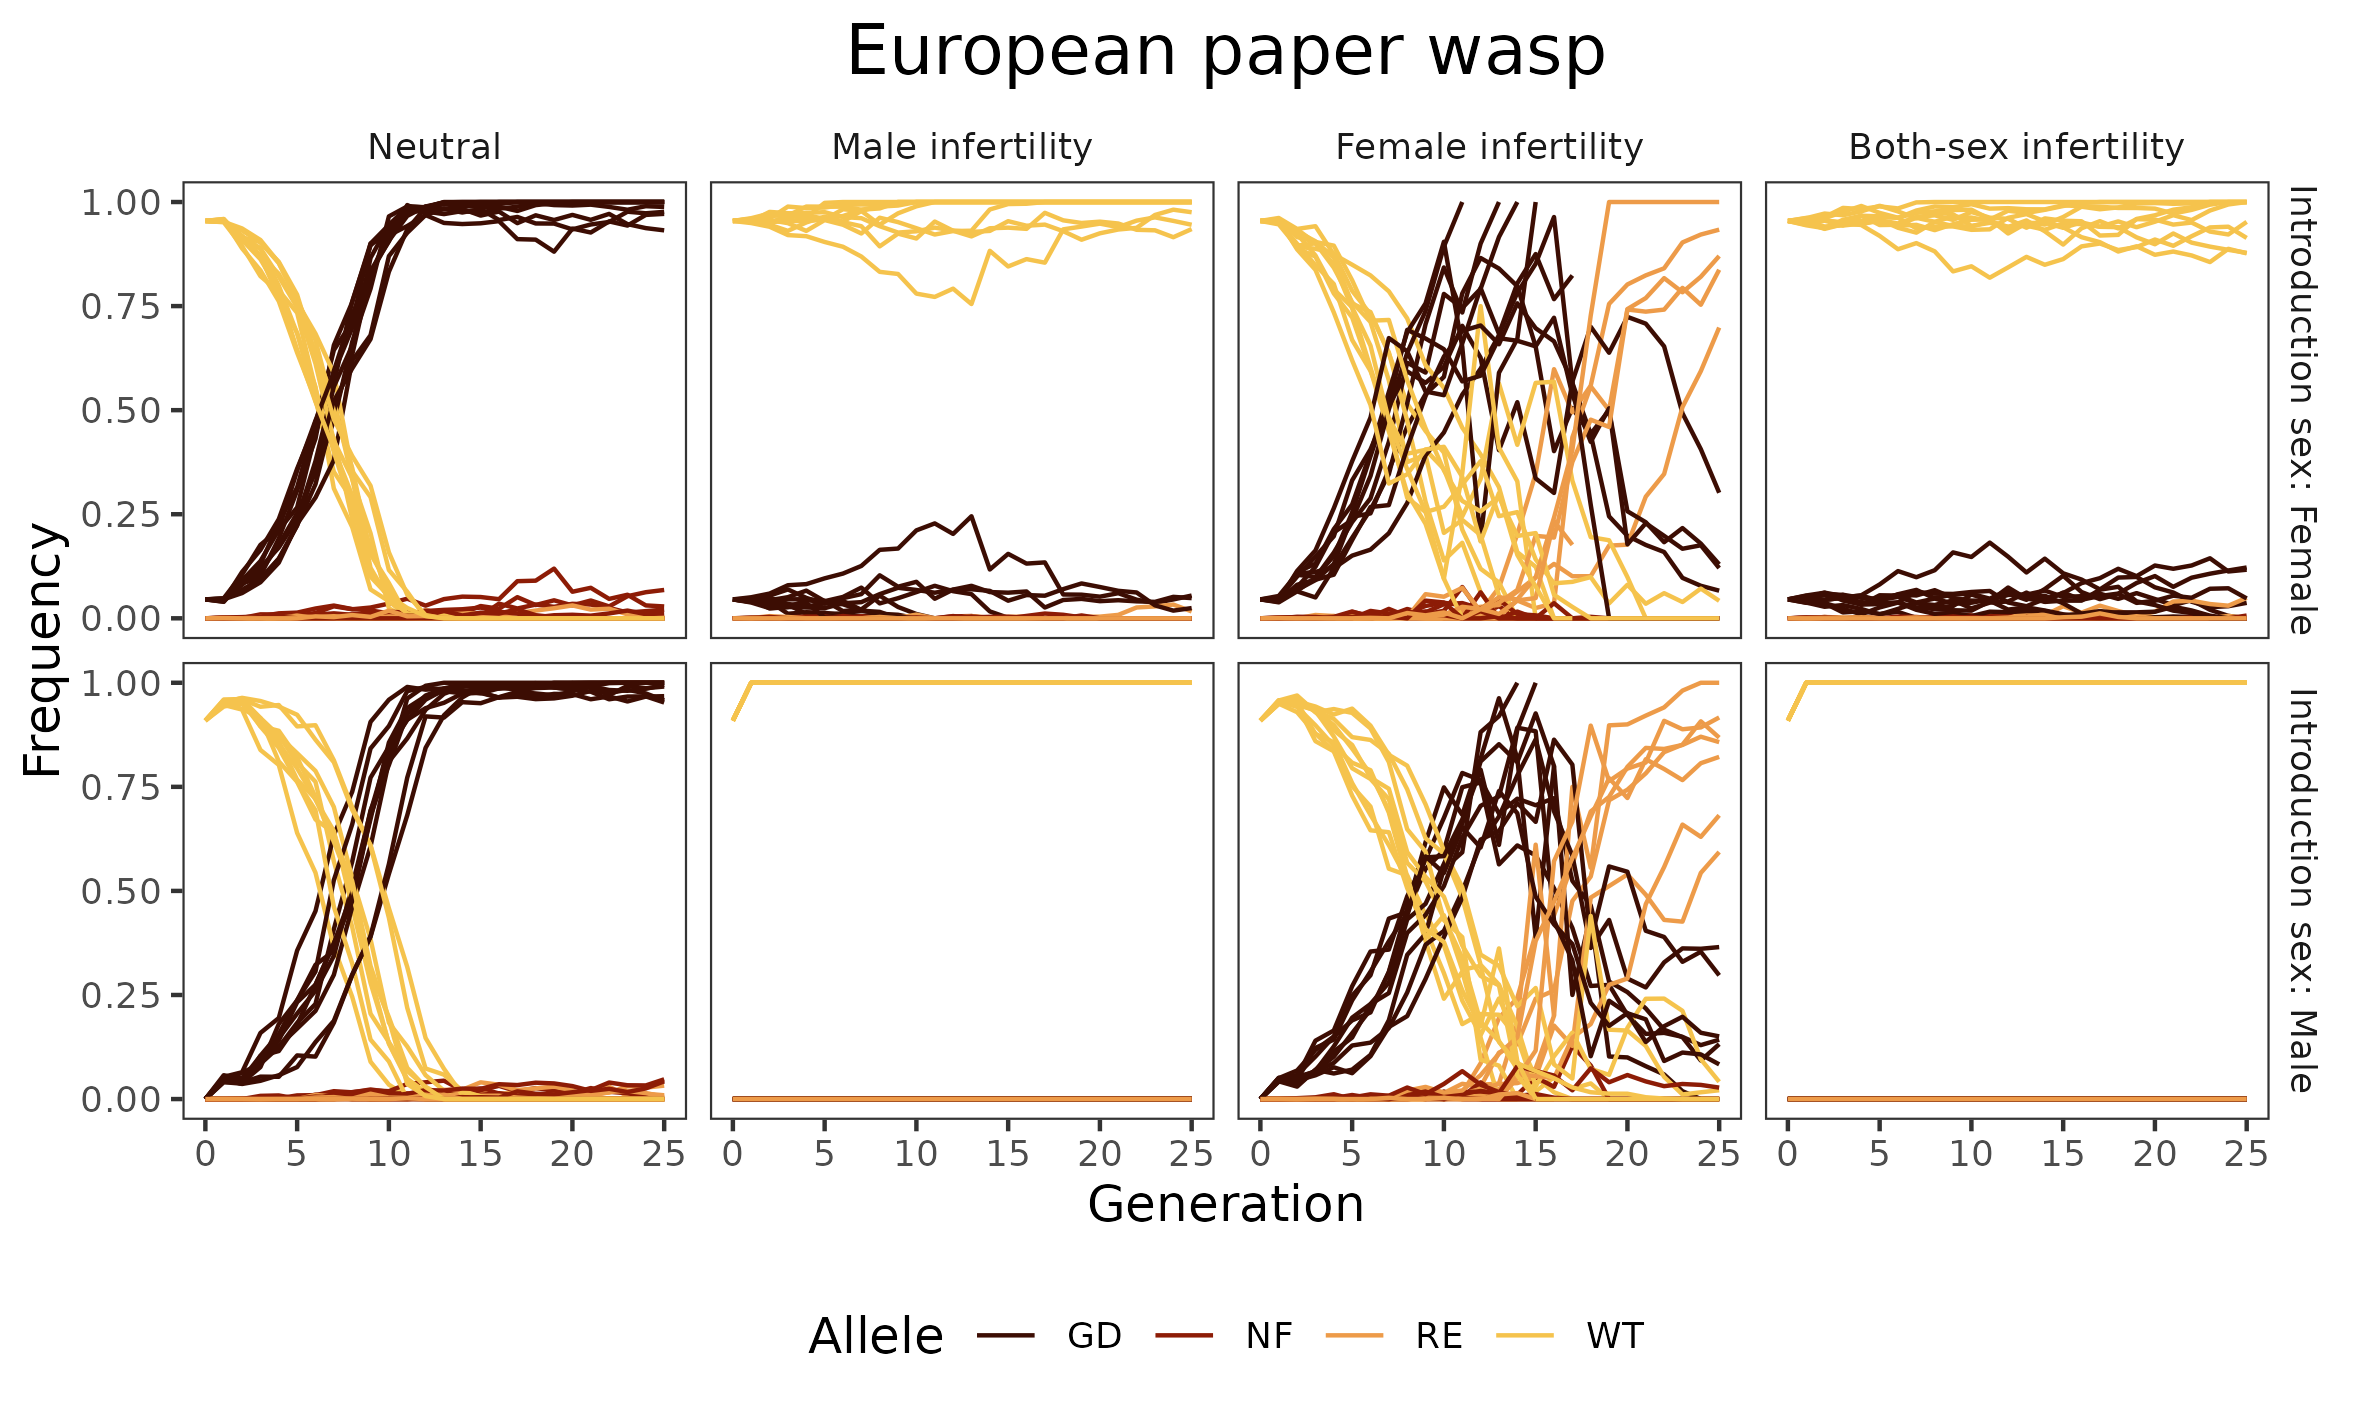 European paper wasp
Neutral
Male infertility
Female infertility
Both-sex infertility
Frequency
1.00
0.75
0.50
0.25
0.00
Introduction sex: Female
1.00
0.75
0.50
0.25
0.00
Introduction sex: Male
0 5 10 15 20 25
0 5 10 15 20 25
0 5 10 15 20 25
0 5 10 15 20 25
Generation
Allele GD NF RE WT